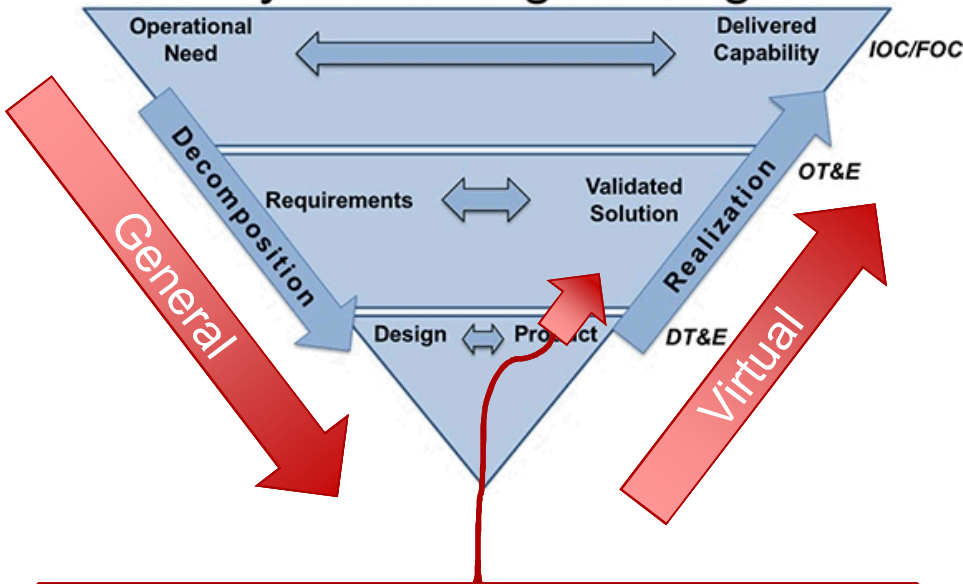 Operational
Need
Delivered
Capability
IOC/FOC
Decomposition
Requirements
Validated
Solution
Realization
OT&E
General
Design
DT&E
Virtual